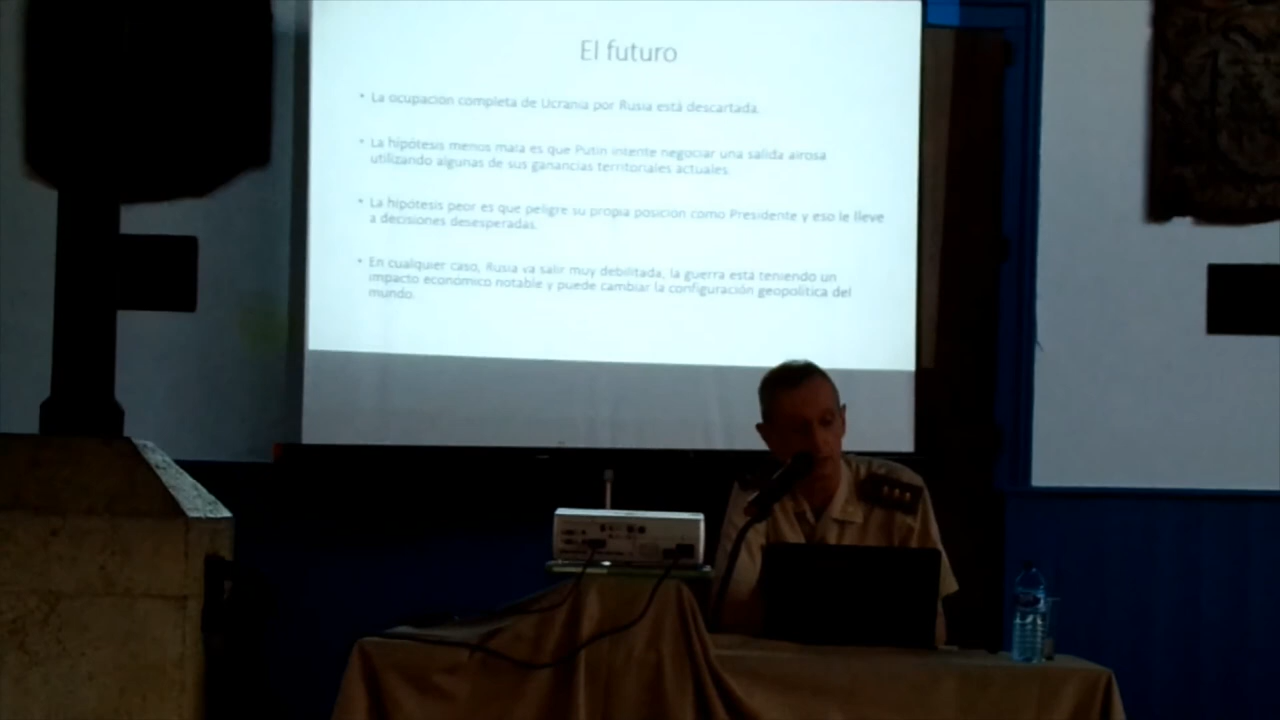 El futuro
• La ocupación completa de Ucrania por Rusia está descartada.
• La hipótesis menos mala es que Putin intente negociar una salida airosa
utilizando algunas de sus ganancias territoriales actuales.
• La hipótesis peor es que peligre su propia posición como Presidente y eso le lleve
a decisiones desesperadas.
• En cualquier caso, Rusia va salir muy debilitada, la guerra está teniendo un
impacto económico notable y puede cambiar la configuración geopolítica del
mundo.